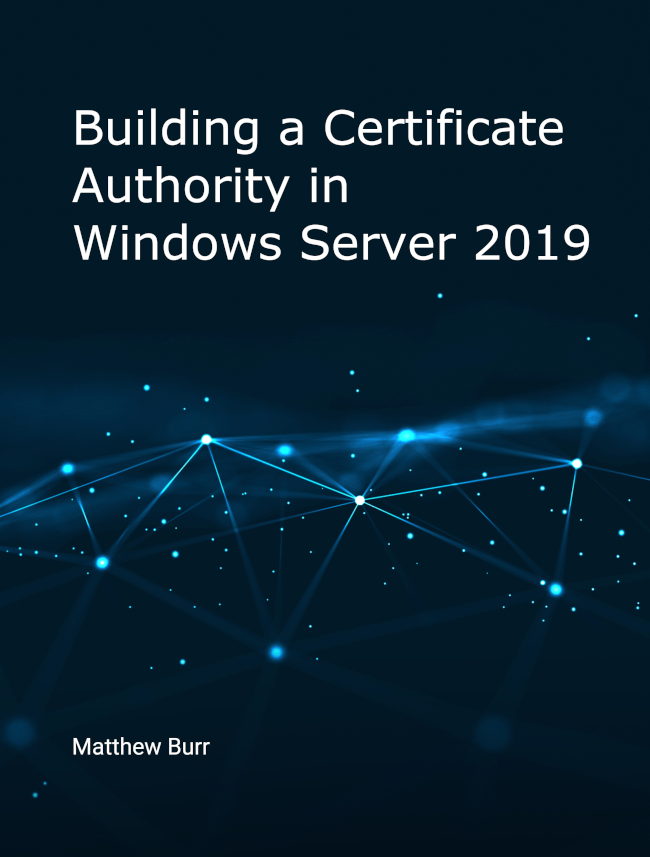 Building a Certificate
Authority in
Windows Server 2019
Matthew Burr